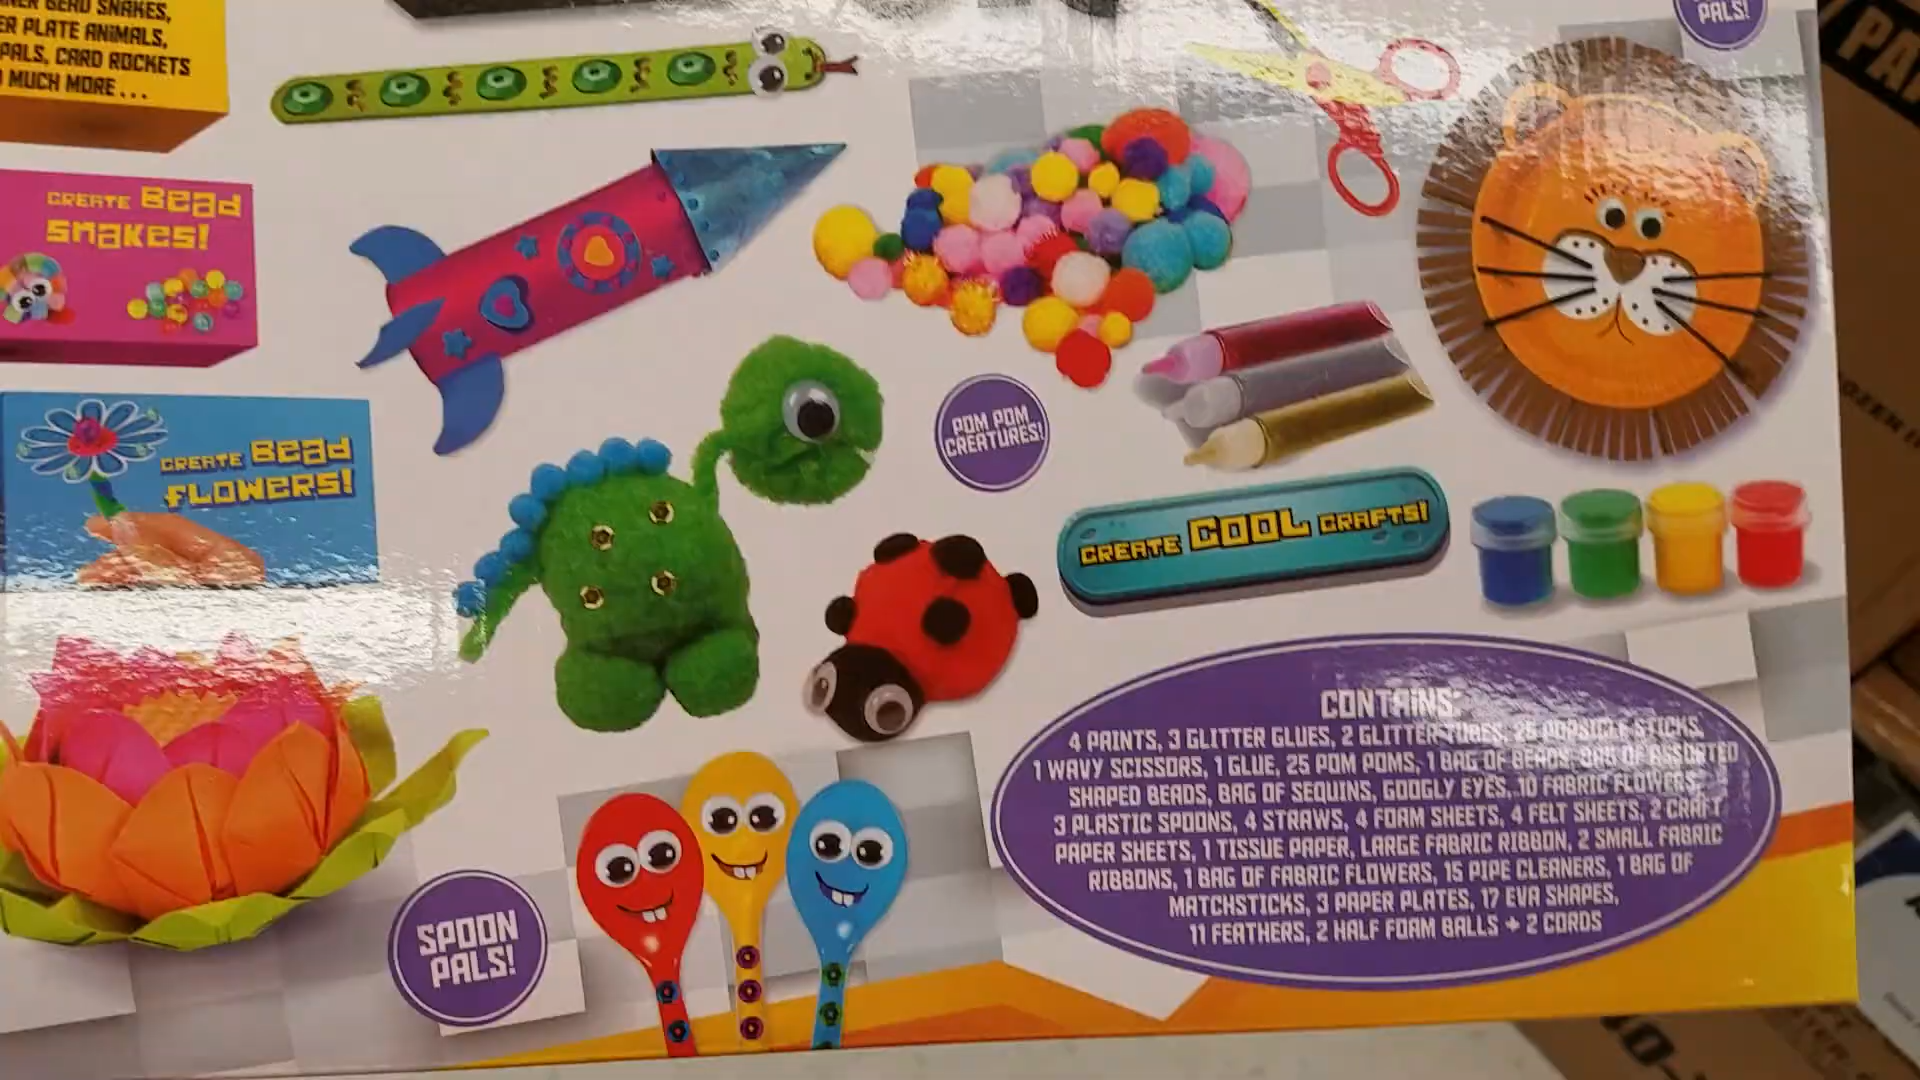 BEAD SNAKES,
PLATE ANIMALS,
PALS, CARD ROCKETS
MUCH MORE...
PALS!
CREATE BEAD
SNAKES!
CREATE BEAD
FLOWERS!
POM POM
CREATURES!
CREATE COOL CRAFTS!
SPOON
PALS!
CONTAINS:
4 PAINTS, 3 GLITTER GLUES, 2 GLITTER TUBES, 25 POPSICLE STICKS,
1 WAVY SCISSORS, 1 GLUE, 25 POM POMS, 1 BAG OF BEADS, BAG OF ASSORTED
SHAPED BEADS, BAG OF SEQUINS, GOOGLY EYES, 10 FABRIC FLOWERS,
3 PLASTIC SPOONS, 4 STRAWS, 4 FOAM SHEETS, 4 FELT SHEETS, 2 CRAFT
PAPER SHEETS, 1 TISSUE PAPER, LARGE FABRIC RIBBON, 2 SMALL FABRIC
RIBBONS, 1 BAG OF FABRIC FLOWERS, 15 PIPE CLEANERS, 1 BAG OF
MATCHSTICKS, 3 PAPER PLATES, 17 EVA SHAPES,
11 FEATHERS, 2 HALF FOAM BALLS + 2 CORDS